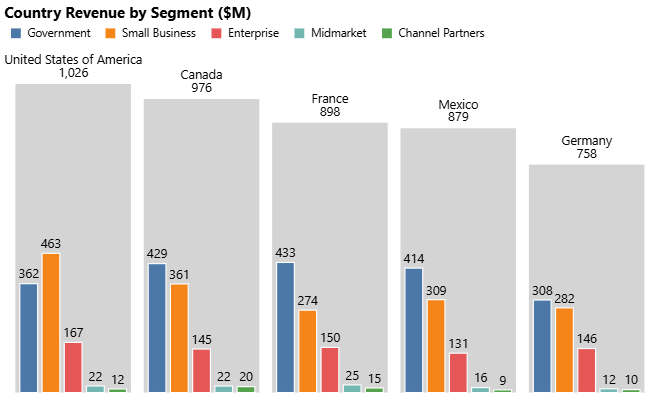 Country Revenue by Segment ($M)
Government Small Business Enterprise Midmarket Channel Partners
United States of America
1,026
362 463 167 22 12
Canada
976
429 361 145 22 20
France
898
433 274 150 25 15
Mexico
879
414 309 131 16 9
Germany
758
308 282 146 12 10